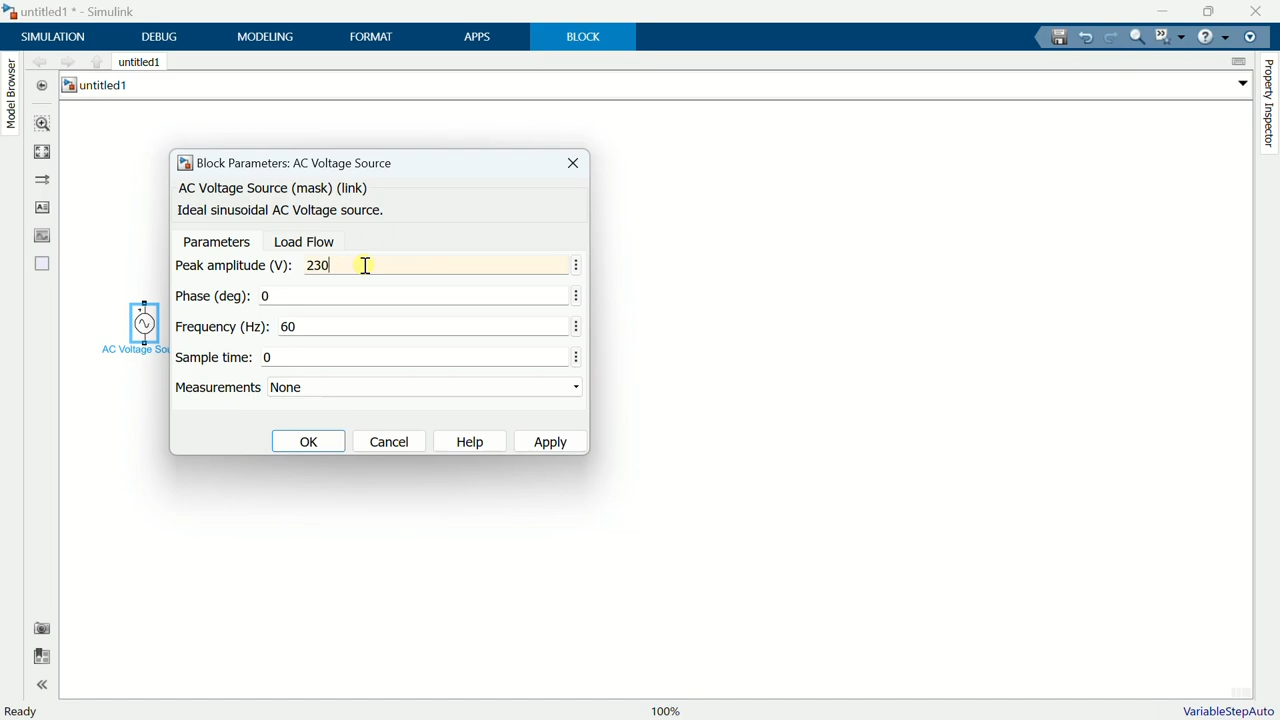 untitled1 * - Simulink
SIMULATION DEBUG MODELING FORMAT APPS BLOCK
untitled1
Model Browser
untitled1
Property Inspector
Block Parameters: AC Voltage Source
AC Voltage Source (mask) (link)
Ideal sinusoidal AC Voltage source.
Parameters Load Flow
Peak amplitude (V): 230
Phase (deg): 0
Frequency (Hz): 60
AC Voltage Sou
Sample time: 0
Measurements None
OK Cancel Help Apply
Ready 100% VariableStepAuto